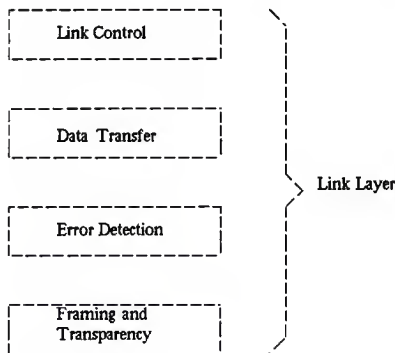 Link Control
Data Transfer
Link Layer
Error Detection
Framing and
Transparency